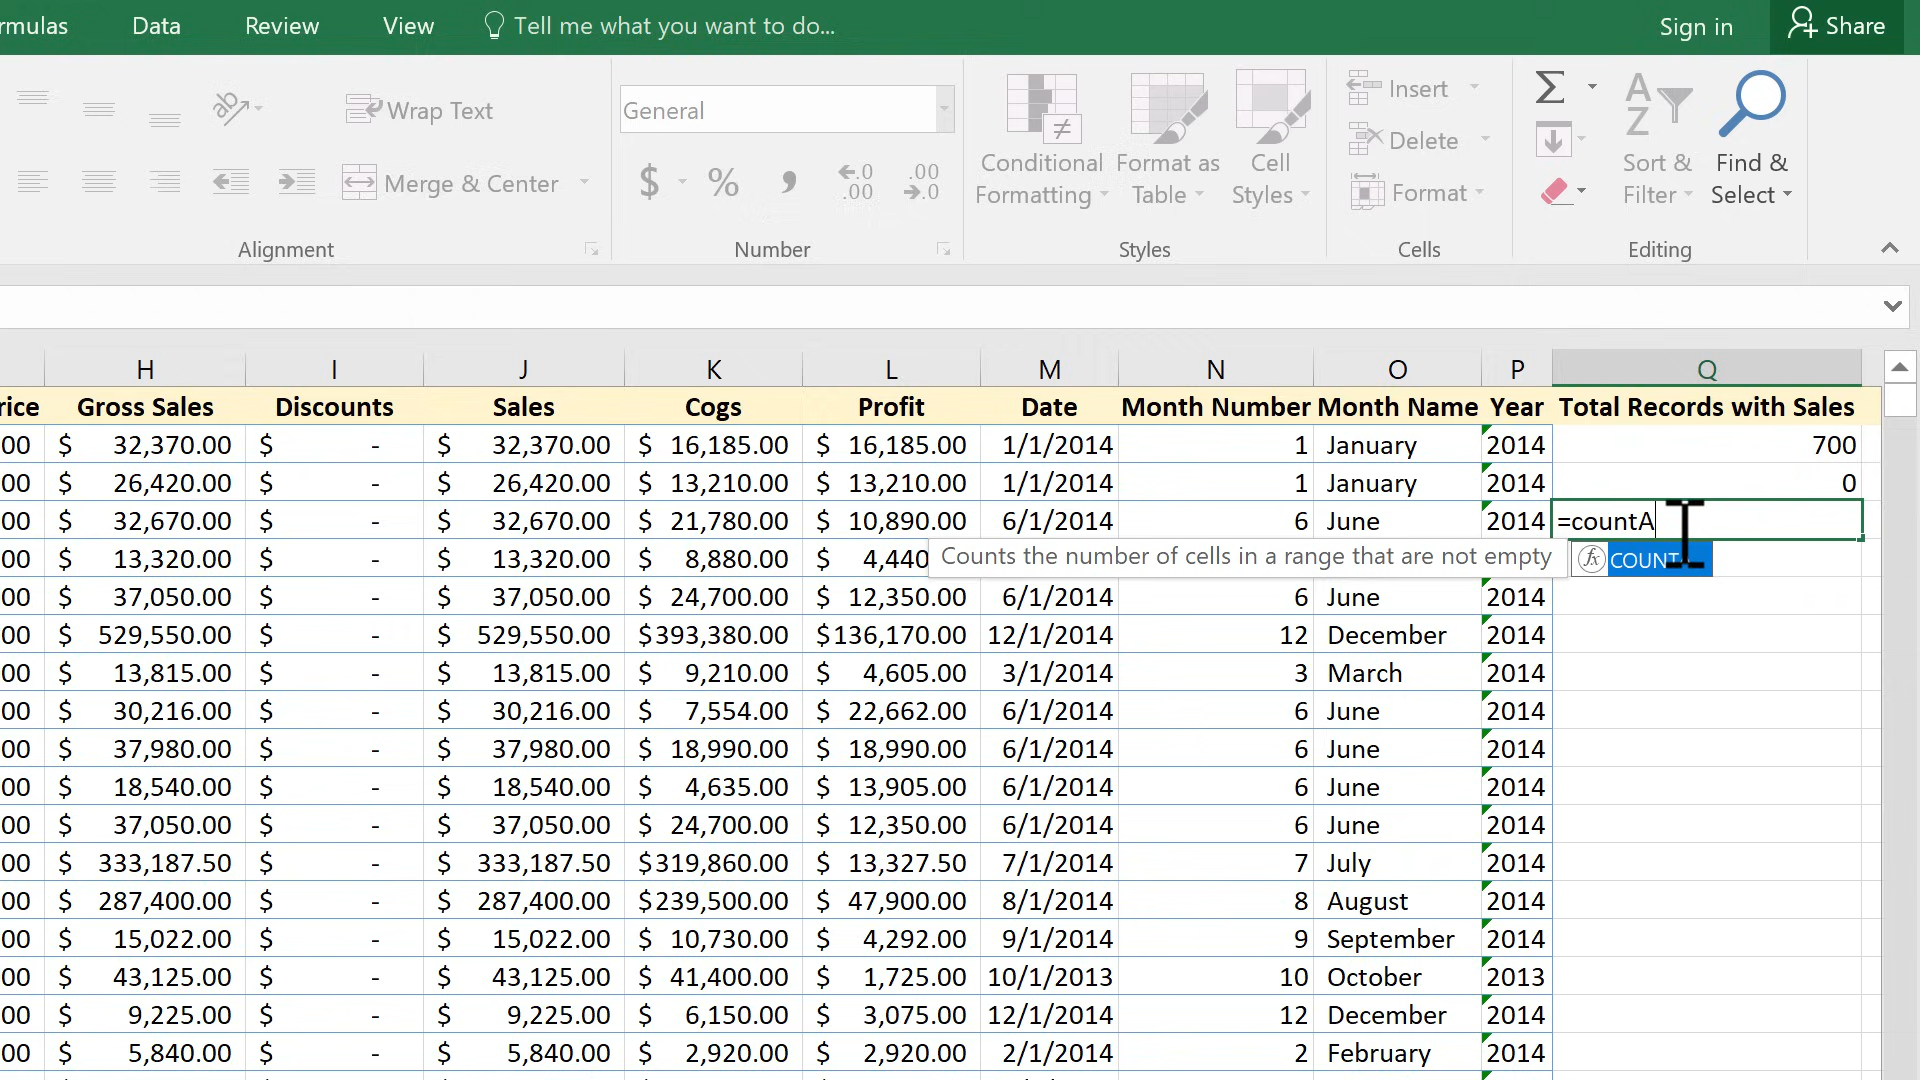 rmulas Data Review View Tell me what you want to do... Sign in Share
Wrap Text
Merge & Center
Alignment
General
$ % , ←.0 .00 .00 →.0
Number
Conditional Formatting
Format as Table
Cell Styles
Styles
Insert
Delete
Format
Cells
Σ
A Z
Sort & Filter
Find & Select
Editing
H I J K L M N O P Q
rice Gross Sales Discounts Sales Cogs Profit Date Month Number Month Name Year Total Records with Sales
00 $ 32,370.00 $ - $ 32,370.00 $ 16,185.00 $ 16,185.00 1/1/2014 1 January 2014 700
00 $ 26,420.00 $ - $ 26,420.00 $ 13,210.00 $ 13,210.00 1/1/2014 1 January 2014 0
00 $ 32,670.00 $ - $ 32,670.00 $ 21,780.00 $ 10,890.00 6/1/2014 6 June 2014 =countA
00 $ 13,320.00 $ - $ 13,320.00 $ 8,880.00 $ 4,440 Counts the number of cells in a range that are not empty fx
00 $ 37,050.00 $ - $ 37,050.00 $ 24,700.00 $ 12,350.00 6/1/2014 6 June 2014
00 $ 529,550.00 $ - $ 529,550.00 $393,380.00 $136,170.00 12/1/2014 12 December 2014
00 $ 13,815.00 $ - $ 13,815.00 $ 9,210.00 $ 4,605.00 3/1/2014 3 March 2014
00 $ 30,216.00 $ - $ 30,216.00 $ 7,554.00 $ 22,662.00 6/1/2014 6 June 2014
00 $ 37,980.00 $ - $ 37,980.00 $ 18,990.00 $ 18,990.00 6/1/2014 6 June 2014
00 $ 18,540.00 $ - $ 18,540.00 $ 4,635.00 $ 13,905.00 6/1/2014 6 June 2014
00 $ 37,050.00 $ - $ 37,050.00 $ 24,700.00 $ 12,350.00 6/1/2014 6 June 2014
00 $ 333,187.50 $ - $ 333,187.50 $319,860.00 $ 13,327.50 7/1/2014 7 July 2014
00 $ 287,400.00 $ - $ 287,400.00 $239,500.00 $ 47,900.00 8/1/2014 8 August 2014
00 $ 15,022.00 $ - $ 15,022.00 $ 10,730.00 $ 4,292.00 9/1/2014 9 September 2014
00 $ 43,125.00 $ - $ 43,125.00 $ 41,400.00 $ 1,725.00 10/1/2013 10 October 2013
00 $ 9,225.00 $ - $ 9,225.00 $ 6,150.00 $ 3,075.00 12/1/2014 12 December 2014
00 $ 5,840.00 $ - $ 5,840.00 $ 2,920.00 $ 2,920.00 2/1/2014 2 February 2014